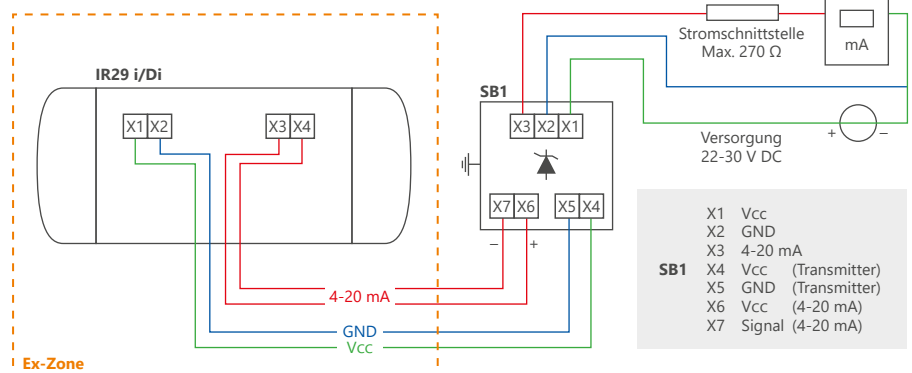 Stromschnittstelle
Max. 270 Ω
mA
IR29 i/Di
SB1
X1 X2
X3 X4
X3 X2 X1
+ –
Versorgung
22-30 V DC
X7 X6
X5 X4
– +
SB1
X1 Vcc
X2 GND
X3 4-20 mA
X4 Vcc (Transmitter)
X5 GND (Transmitter)
X6 Vcc (4-20 mA)
X7 Signal (4-20 mA)
4-20 mA
GND
Vcc
Ex-Zone